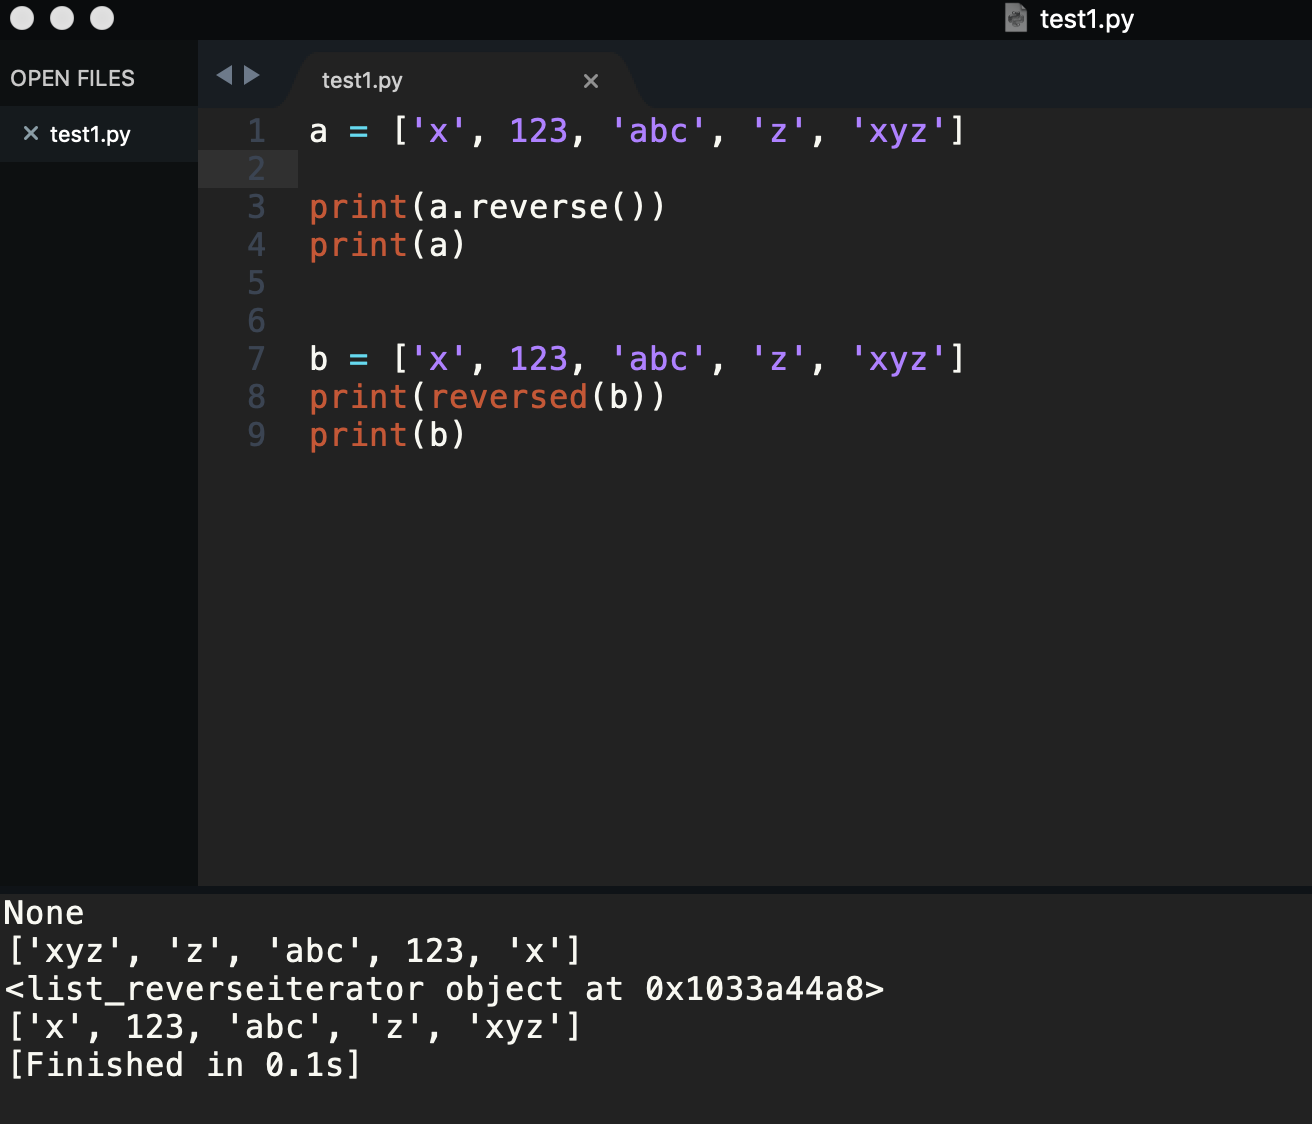 test1.py
OPEN FILES
test1.py
test1.py
1 a = ['x', 123, 'abc', 'z', 'xyz']
2
3 print(a.reverse())
4 print(a)
5
6
7 b = ['x', 123, 'abc', 'z', 'xyz']
8 print(reversed(b))
9 print(b)
None
['xyz', 'z', 'abc', 123, 'x']
<list_reverseiterator object at 0x1033a44a8>
['x', 123, 'abc', 'z', 'xyz']
[Finished in 0.1s]